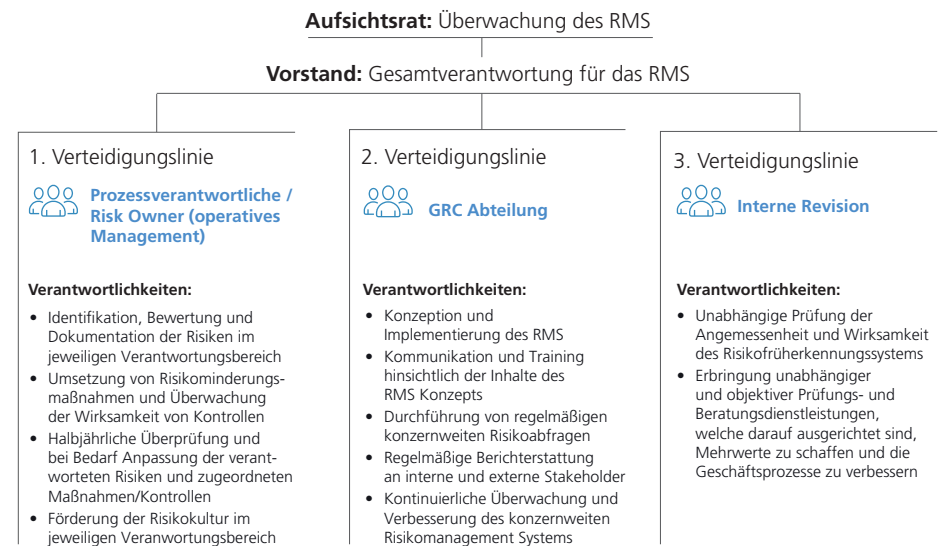 Aufsichtsrat: Überwachung des RMS
Vorstand: Gesamtverantwortung für das RMS
1. Verteidigungslinie
Prozessverantwortliche /
Risk Owner (operatives
Management)
Verantwortlichkeiten:
• Identifikation, Bewertung und
Dokumentation der Risiken im
jeweiligen Verantwortungsbereich
• Umsetzung von Risikominderungs-
maßnahmen und Überwachung
der Wirksamkeit von Kontrollen
• Halbjährliche Überprüfung und
bei Bedarf Anpassung der verant-
worteten Risiken und zugeordneten
Maßnahmen/Kontrollen
• Förderung der Risikokultur im
jeweiligen Veranwortungsbereich
2. Verteidigungslinie
GRC Abteilung
Verantwortlichkeiten:
• Konzeption und
Implementierung des RMS
• Kommunikation und Training
hinsichtlich der Inhalte des
RMS Konzepts
• Durchführung von regelmäßigen
konzernweiten Risikoabfragen
• Regelmäßige Berichterstattung
an interne und externe Stakeholder
• Kontinuierliche Überwachung und
Verbesserung des konzernweiten
Risikomanagement Systems
3. Verteidigungslinie
Interne Revision
Verantwortlichkeiten:
• Unabhängige Prüfung der
Angemessenheit und Wirksamkeit
des Risikofrüherkennungssystems
• Erbringung unabhängiger
und objektiver Prüfungs- und
Beratungsdienstleistungen,
welche darauf ausgerichtet sind,
Mehrwerte zu schaffen und die
Geschäftsprozesse zu verbessern